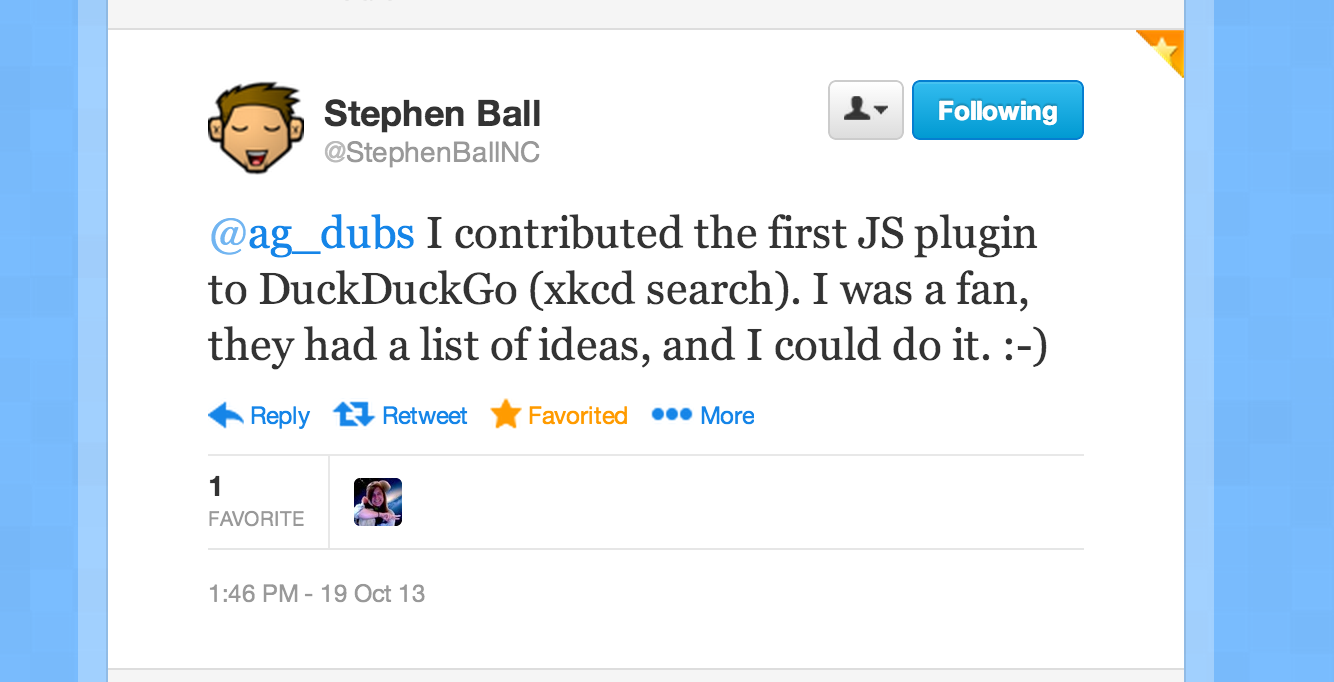 Stephen Ball
@StephenBallNC
Following
@ag_dubs I contributed the first JS plugin
to DuckDuckGo (xkcd search). I was a fan,
they had a list of ideas, and I could do it. :-)
Reply Retweet Favorited More
1
FAVORITE
1:46 PM - 19 Oct 13